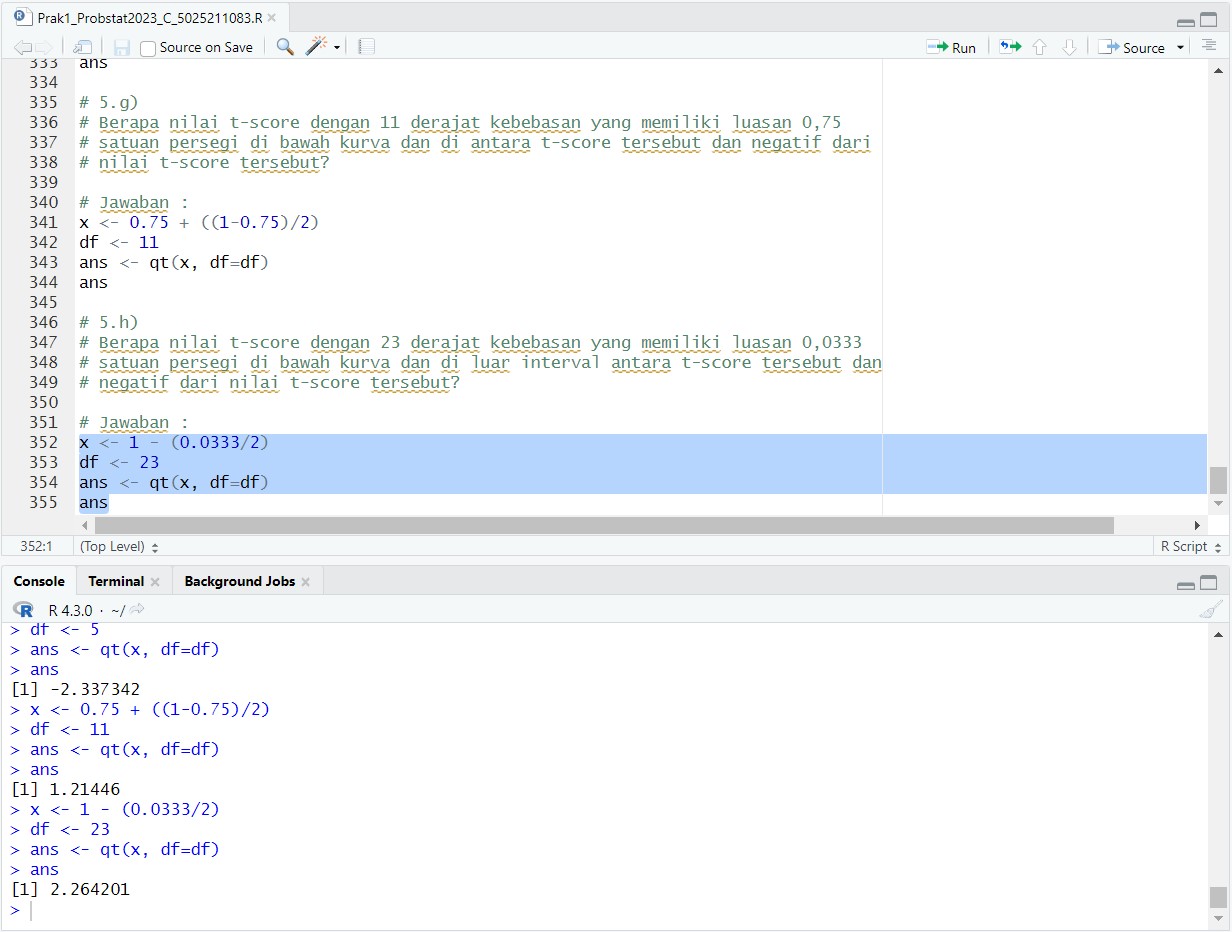 Prak1_Probstat2023_C_5025211083.R
Source on Save Run Source
333 ans
334
335 # 5.g)
336 # Berapa nilai t-score dengan 11 derajat kebebasan yang memiliki luasan 0,75
337 # satuan persegi di bawah kurva dan di antara t-score tersebut dan negatif dari
338 # nilai t-score tersebut?
339
340 # Jawaban :
341 x <- 0.75 + ((1-0.75)/2)
342 df <- 11
343 ans <- qt(x, df=df)
344 ans
345
346 # 5.h)
347 # Berapa nilai t-score dengan 23 derajat kebebasan yang memiliki luasan 0,0333
348 # satuan persegi di bawah kurva dan di luar interval antara t-score tersebut dan
349 # negatif dari nilai t-score tersebut?
350
351 # Jawaban :
352 x <- 1 - (0.0333/2)
353 df <- 23
354 ans <- qt(x, df=df)
355 ans
352:1 (Top Level) R Script
Console Terminal Background Jobs
R R 4.3.0 · ~/
> df <- 5
> ans <- qt(x, df=df)
> ans
[1] -2.337342
> x <- 0.75 + ((1-0.75)/2)
> df <- 11
> ans <- qt(x, df=df)
> ans
[1] 1.21446
> x <- 1 - (0.0333/2)
> df <- 23
> ans <- qt(x, df=df)
> ans
[1] 2.264201
>